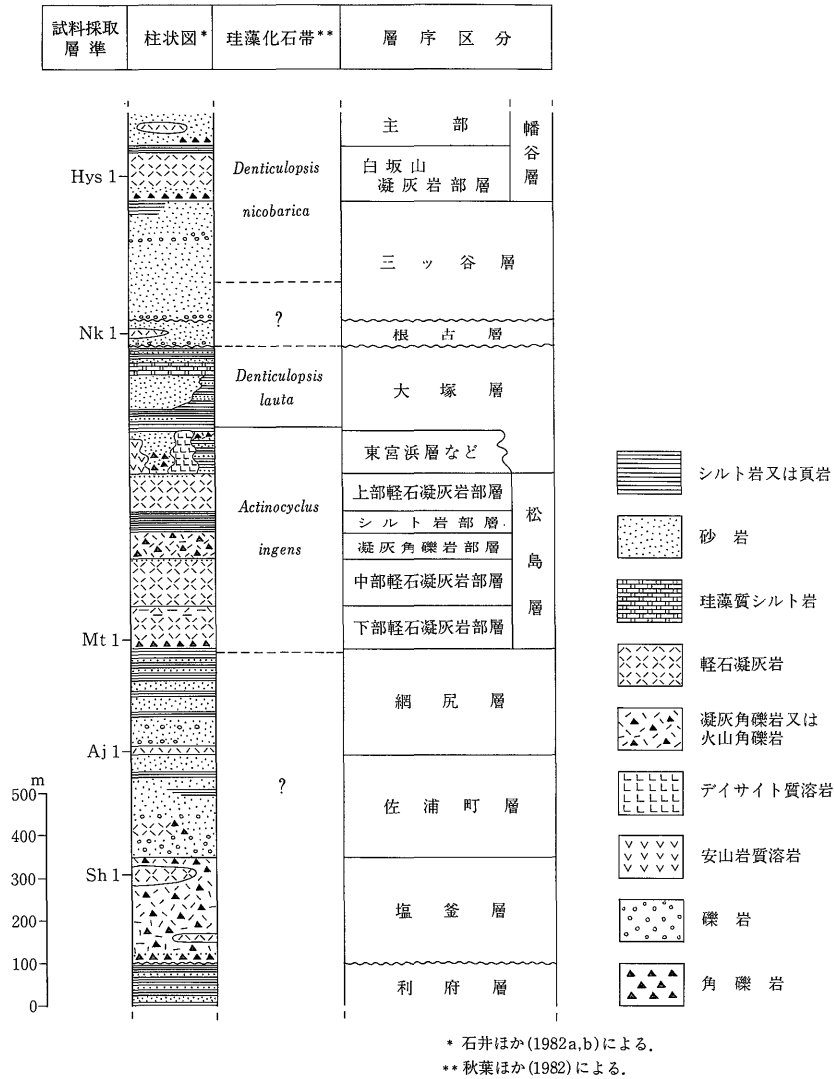 試料採取
層準
柱状図*
珪藻化石帯**
層序区分
主部
幡谷層
白坂山
凝灰岩部層
Hys 1
Denticulopsis
nicobarica
三ッ谷層
?
Nk 1
根古層
Denticulopsis
lauta
大塚層
東宮浜層など
上部軽石凝灰岩部層
松島層
Actinocyclus
ingens
シルト岩部層.
凝灰角礫岩部層
中部軽石凝灰岩部層
下部軽石凝灰岩部層
Mt 1
網尻層
Aj 1
?
佐浦町層
Sh 1
塩釜層
利府層
m
500
400
300
200
100
0
シルト岩又は頁岩
砂岩
珪藻質シルト岩
軽石凝灰岩
凝灰角礫岩又は
火山角礫岩
デイサイト質溶岩
安山岩質溶岩
礫岩
角礫岩
* 石井ほか(1982a,b)による.
** 秋葉ほか(1982)による.